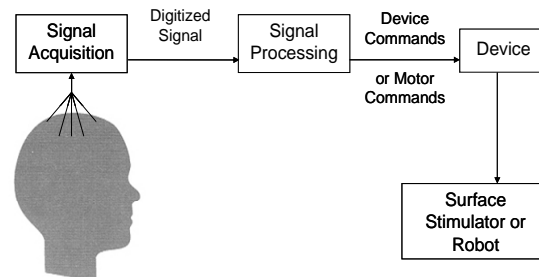 Signal
Acquisition
Digitized
Signal
Signal
Processing
Device
Commands
or Motor
Commands
Device
Surface
Stimulator or
Robot